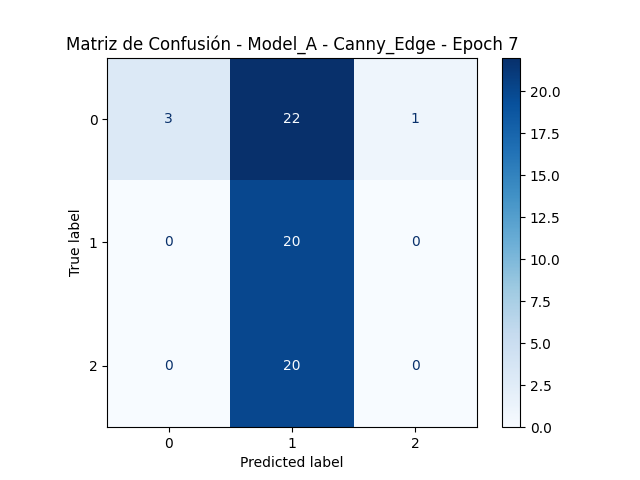 Matriz de Confusión - Model_A - Canny_Edge - Epoch 7
0 3 22 1
1 0 20 0
2 0 20 0
0 1 2
Predicted label
True label
20.0
17.5
15.0
12.5
10.0
7.5
5.0
2.5
0.0